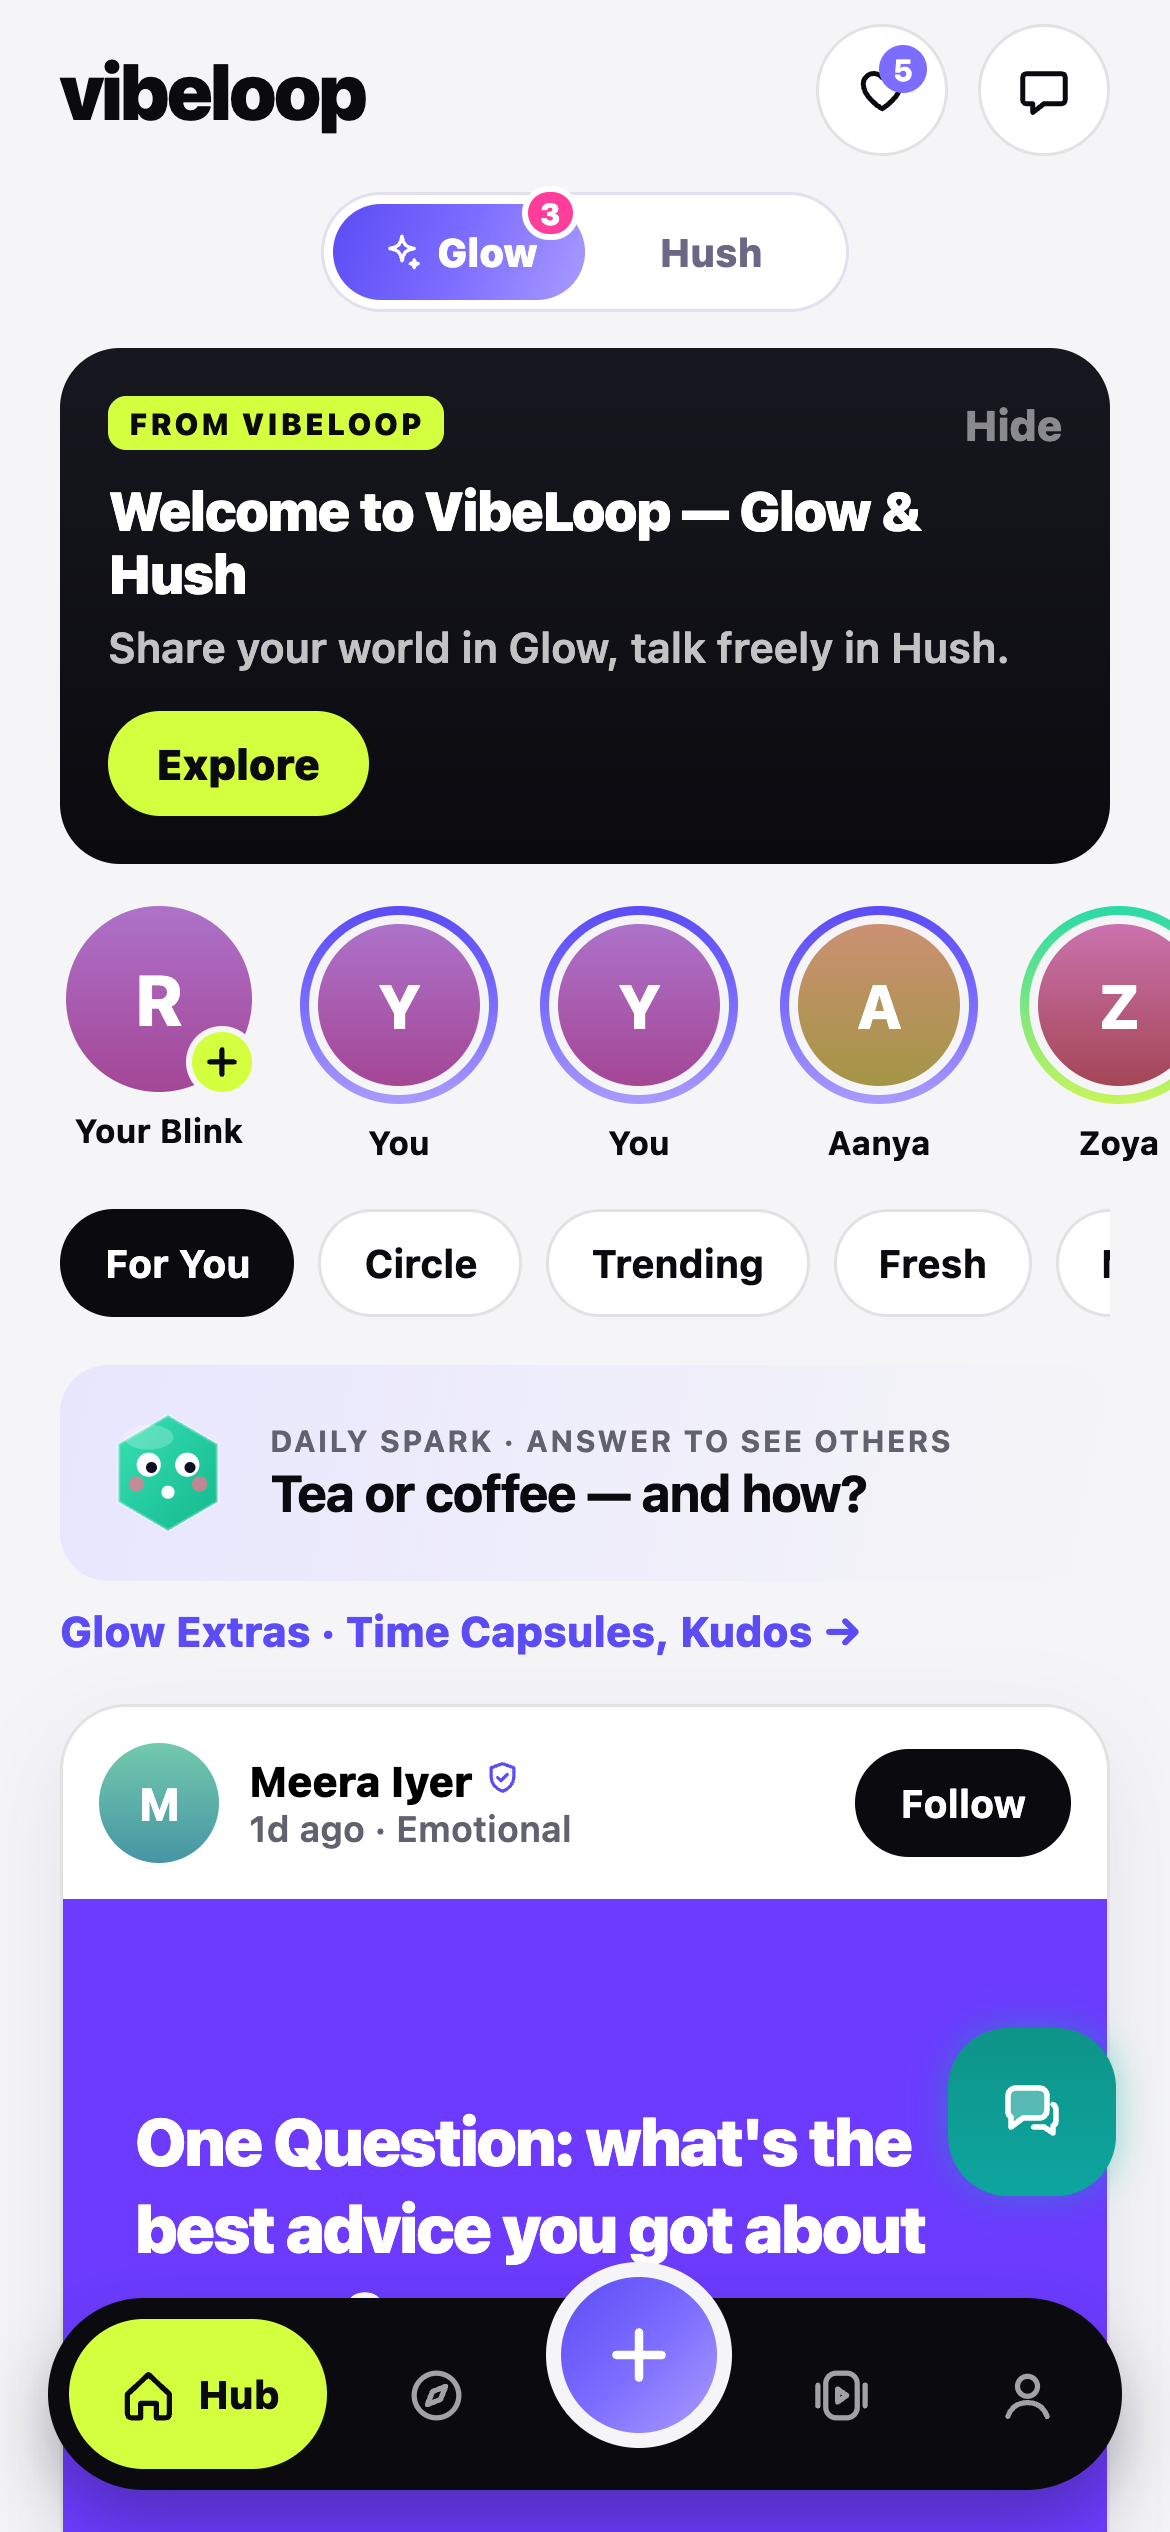 vibeloop
5
3
Glow
Hush
FROM VIBELOOP
Hide
Welcome to VibeLoop — Glow &
Hush
Share your world in Glow, talk freely in Hush.
Explore
R
Y
Y
A
Z
Your Blink
You
You
Aanya
Zoya
For You
Circle
Trending
Fresh
DAILY SPARK · ANSWER TO SEE OTHERS
Tea or coffee — and how?
Glow Extras · Time Capsules, Kudos →
M
Meera Iyer
1d ago · Emotional
Follow
One Question: what's the
best advice you got about
Hub